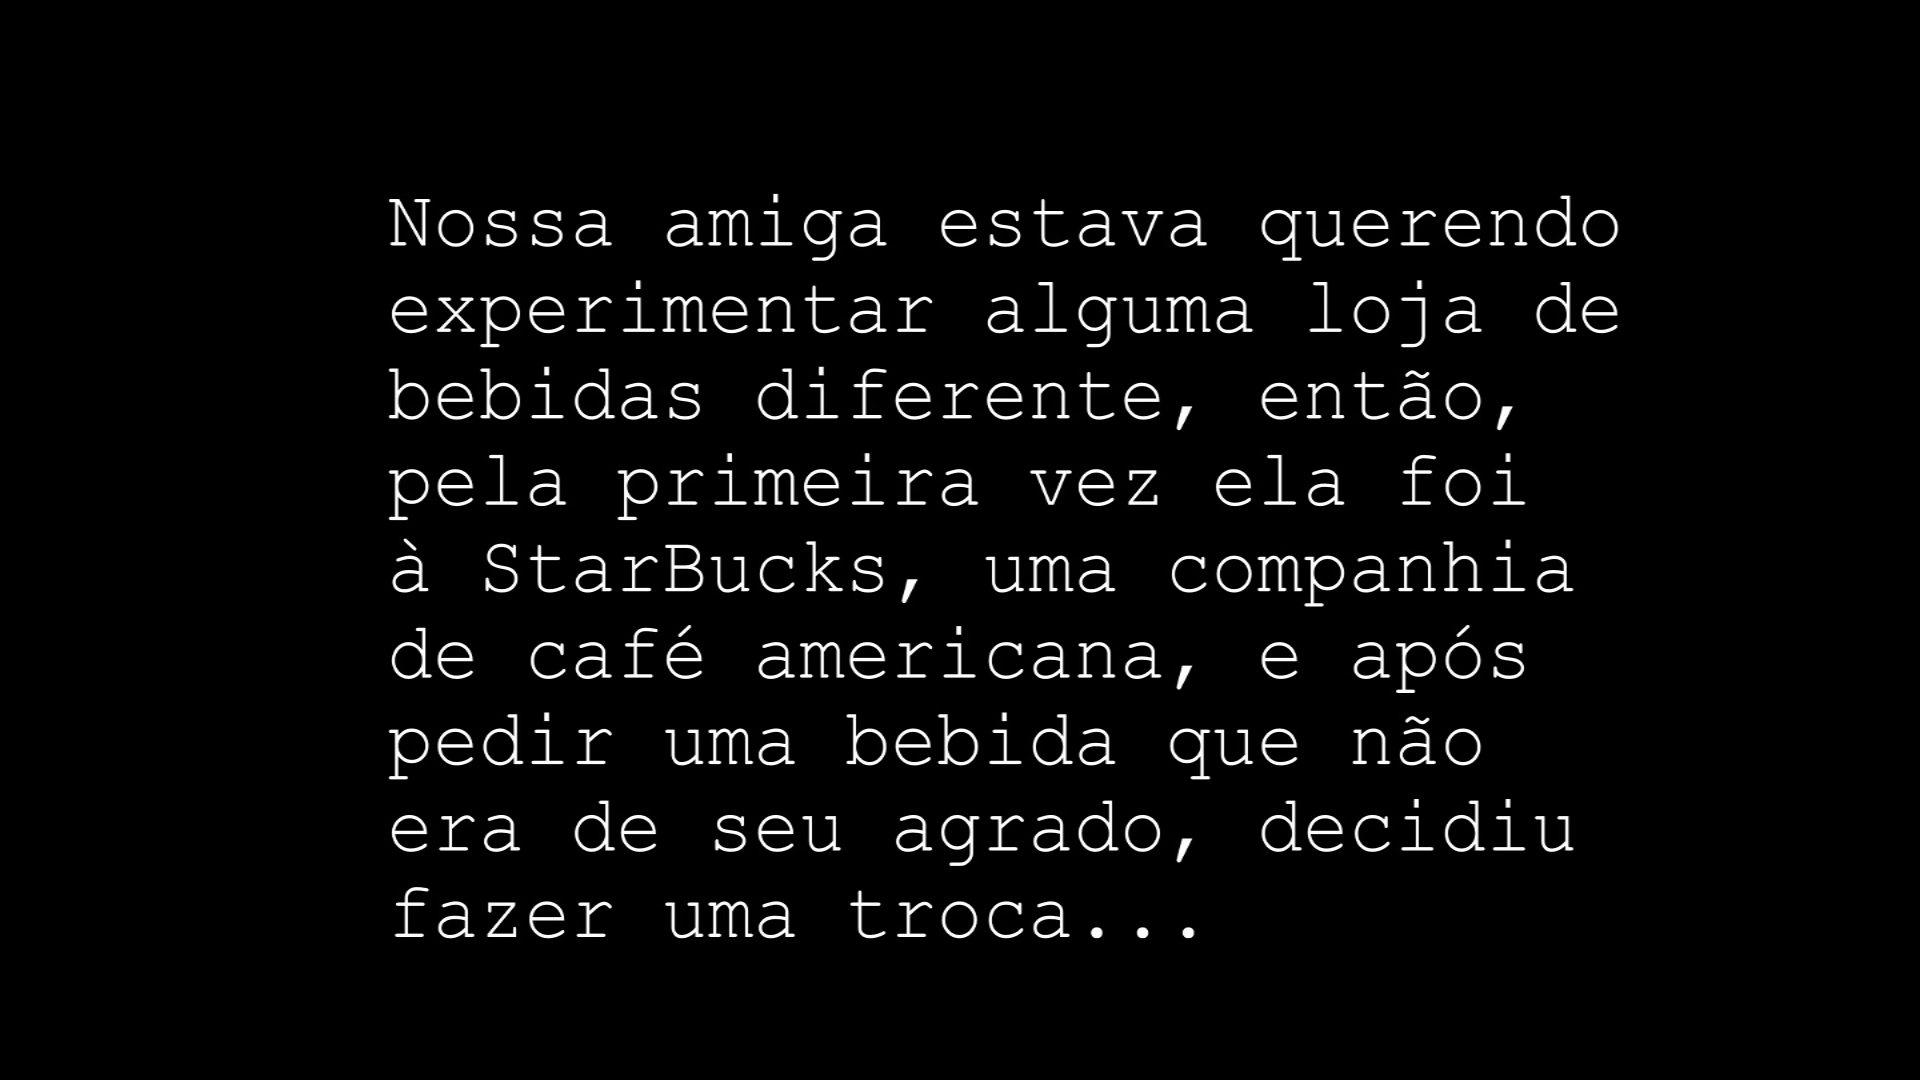 Nossa amiga estava querendo
experimentar alguma loja de
bebidas diferente, então,
pela primeira vez ela foi
à StarBucks, uma companhia
de café americana, e após
pedir uma bebida que não
era de seu agrado, decidiu
fazer uma troca...